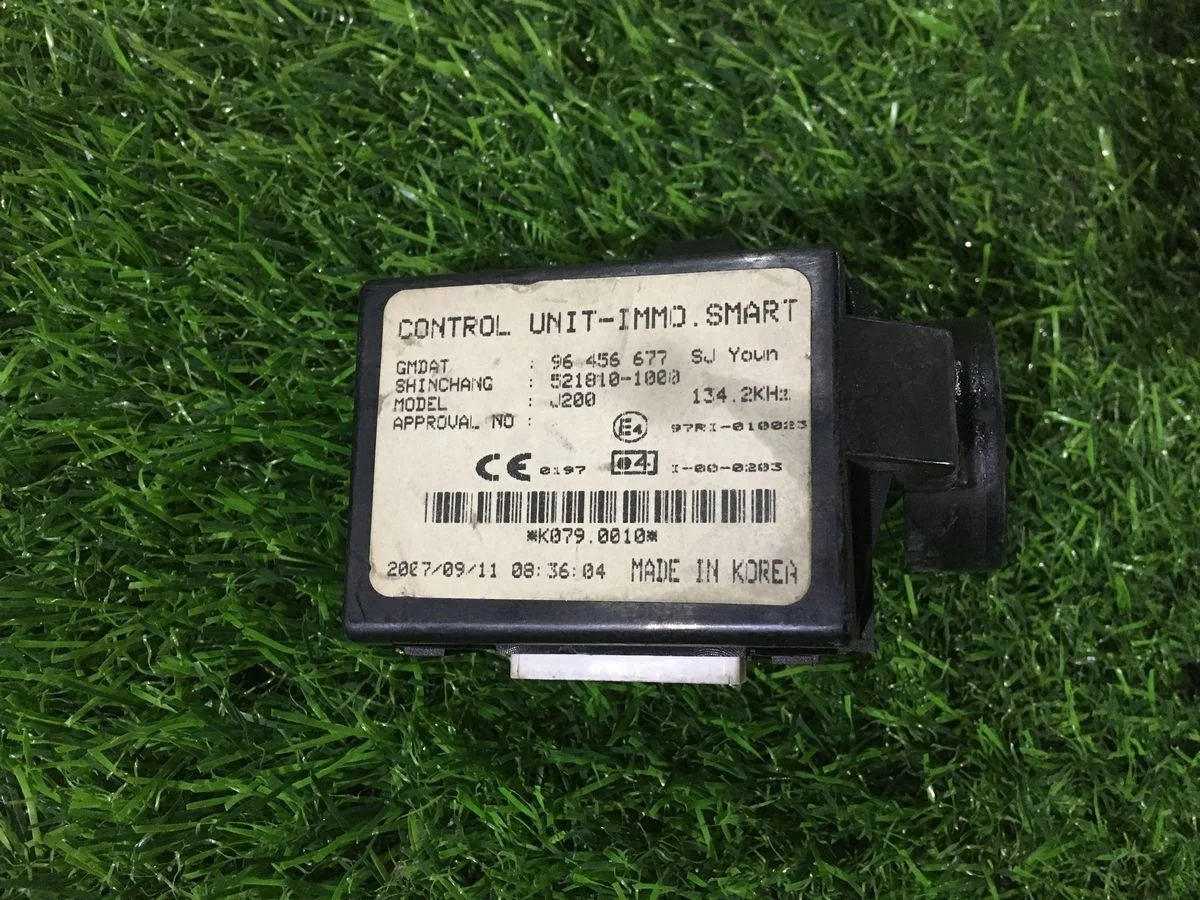 CONTROL UNIT-IMMO.SMART
GMDAT : 96 456 677 SJ Youn
SHINCHANG : 521810-1000
MODEL : J200 134.2KHz
APPROVAL NO : E4 97RI-010023
CE 0197 e4 I-00-0203
*K079.0010*
2007/09/11 08:36:04 MADE IN KOREA